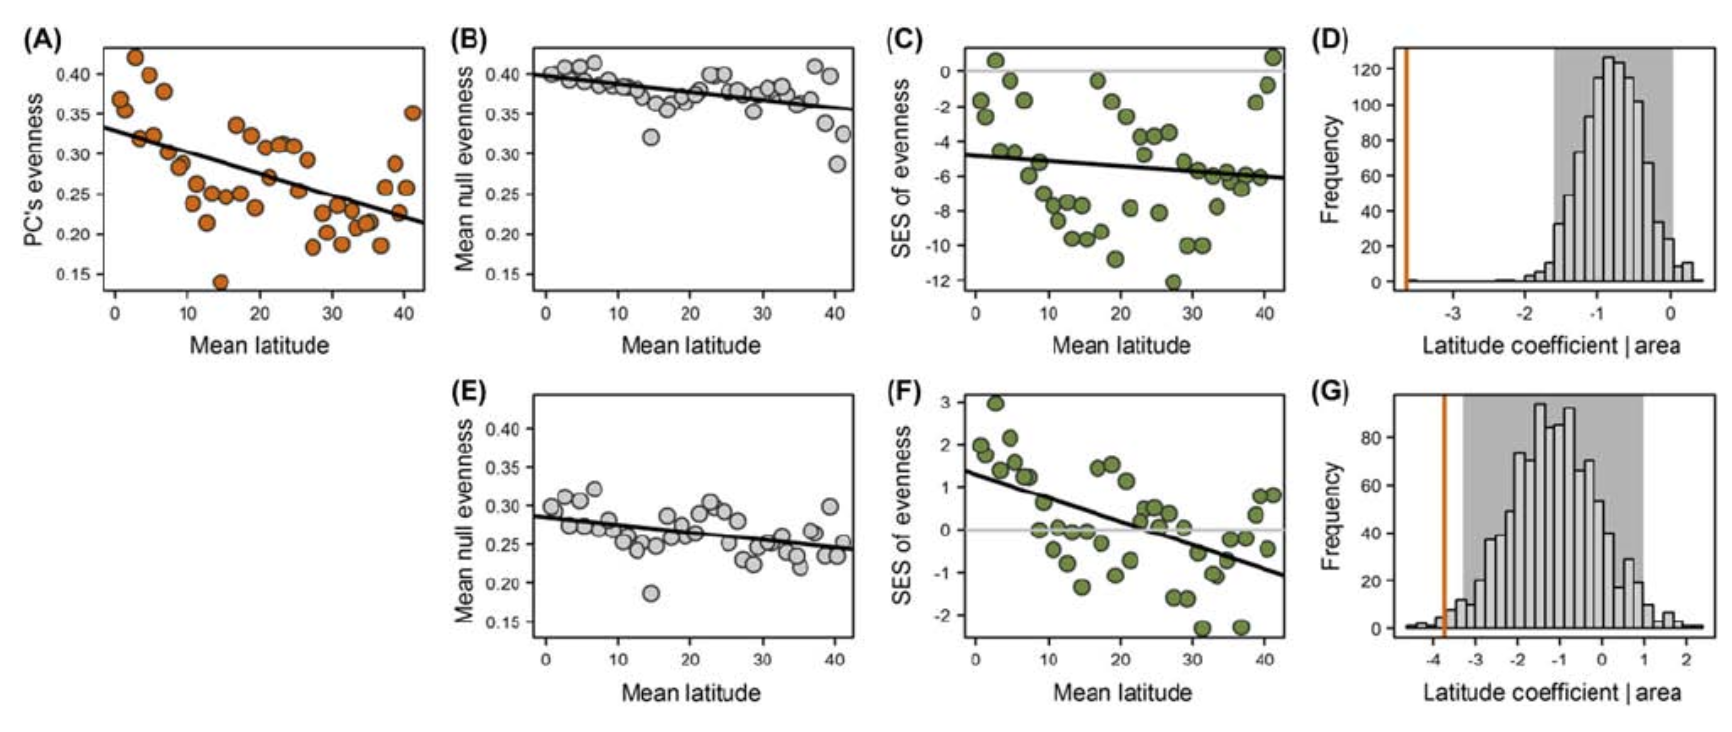 (A)
PC's evenness
0.40
0.35
0.30
0.25
0.20
0.15
0 10 20 30 40
Mean latitude
(B)
Mean null evenness
0.40
0.35
0.30
0.25
0.20
0.15
0 10 20 30 40
Mean latitude
(C)
SES of evenness
0
-2
-4
-6
-8
-10
-12
0 10 20 30 40
Mean latitude
(D)
Frequency
120
100
80
60
40
20
0
-3 -2 -1 0
Latitude coefficient | area
(E)
Mean null evenness
0.40
0.35
0.30
0.25
0.20
0.15
0 10 20 30 40
Mean latitude
(F)
SES of evenness
3
2
1
0
-1
-2
0 10 20 30 40
Mean latitude
(G)
Frequency
80
60
40
20
0
-4 -3 -2 -1 0 1 2
Latitude coefficient | area